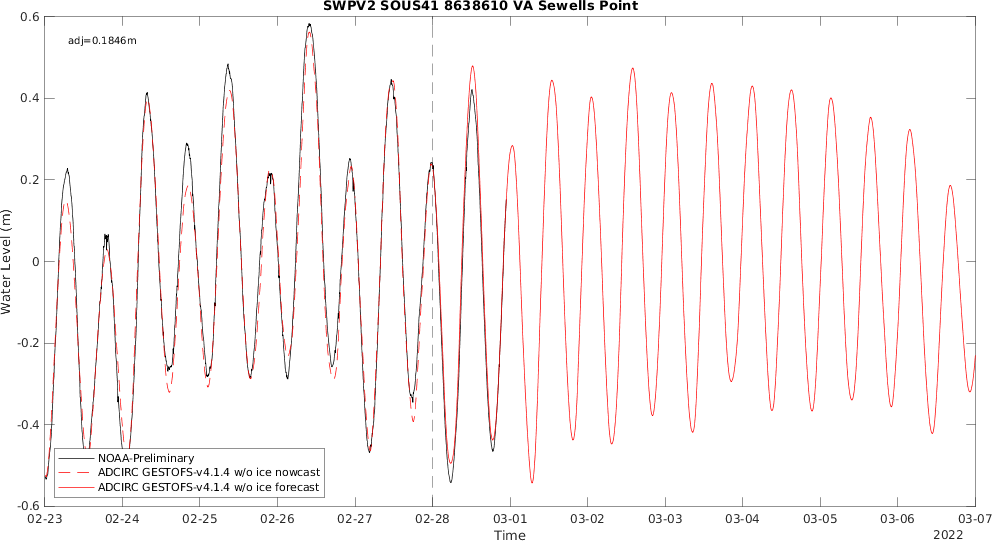 SWPV2 SOUS41 8638610 VA Sewells Point
adj=0.1846m
0.6
0.4
0.2
0
-0.2
-0.4
-0.6
Water Level (m)
NOAA-Preliminary
ADCIRC GESTOFS-v4.1.4 w/o ice nowcast
ADCIRC GESTOFS-v4.1.4 w/o ice forecast
02-23 02-24 02-25 02-26 02-27 02-28 03-01 03-02 03-03 03-04 03-05 03-06 03-07
Time
2022